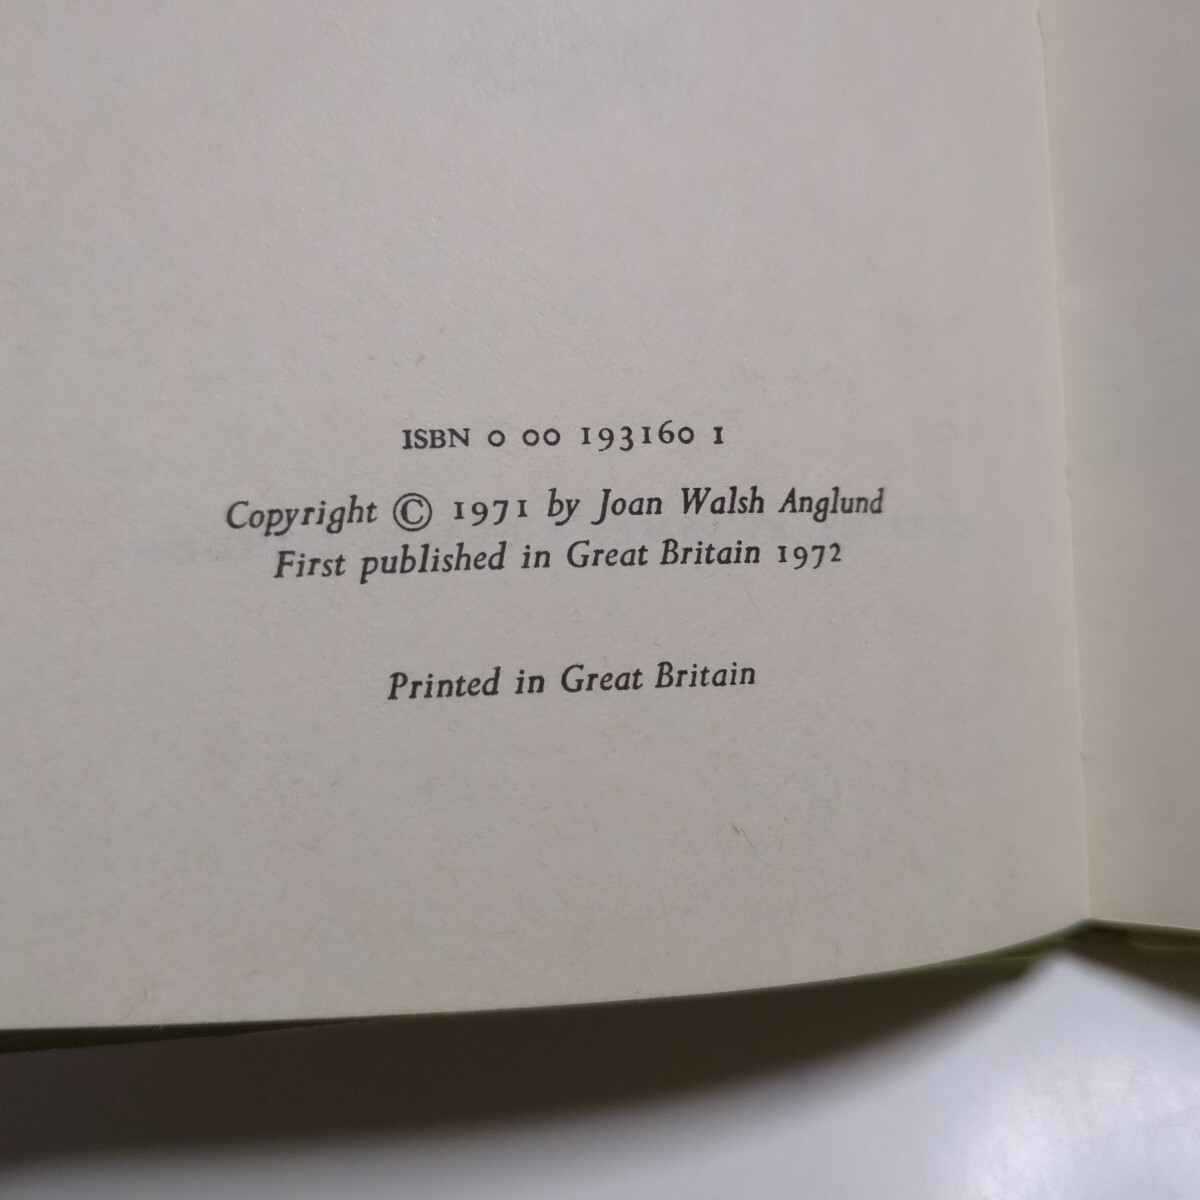 ISBN 0 00 193160 1
Copyright © 1971 by Joan Walsh Anglund
First published in Great Britain 1972
Printed in Great Britain